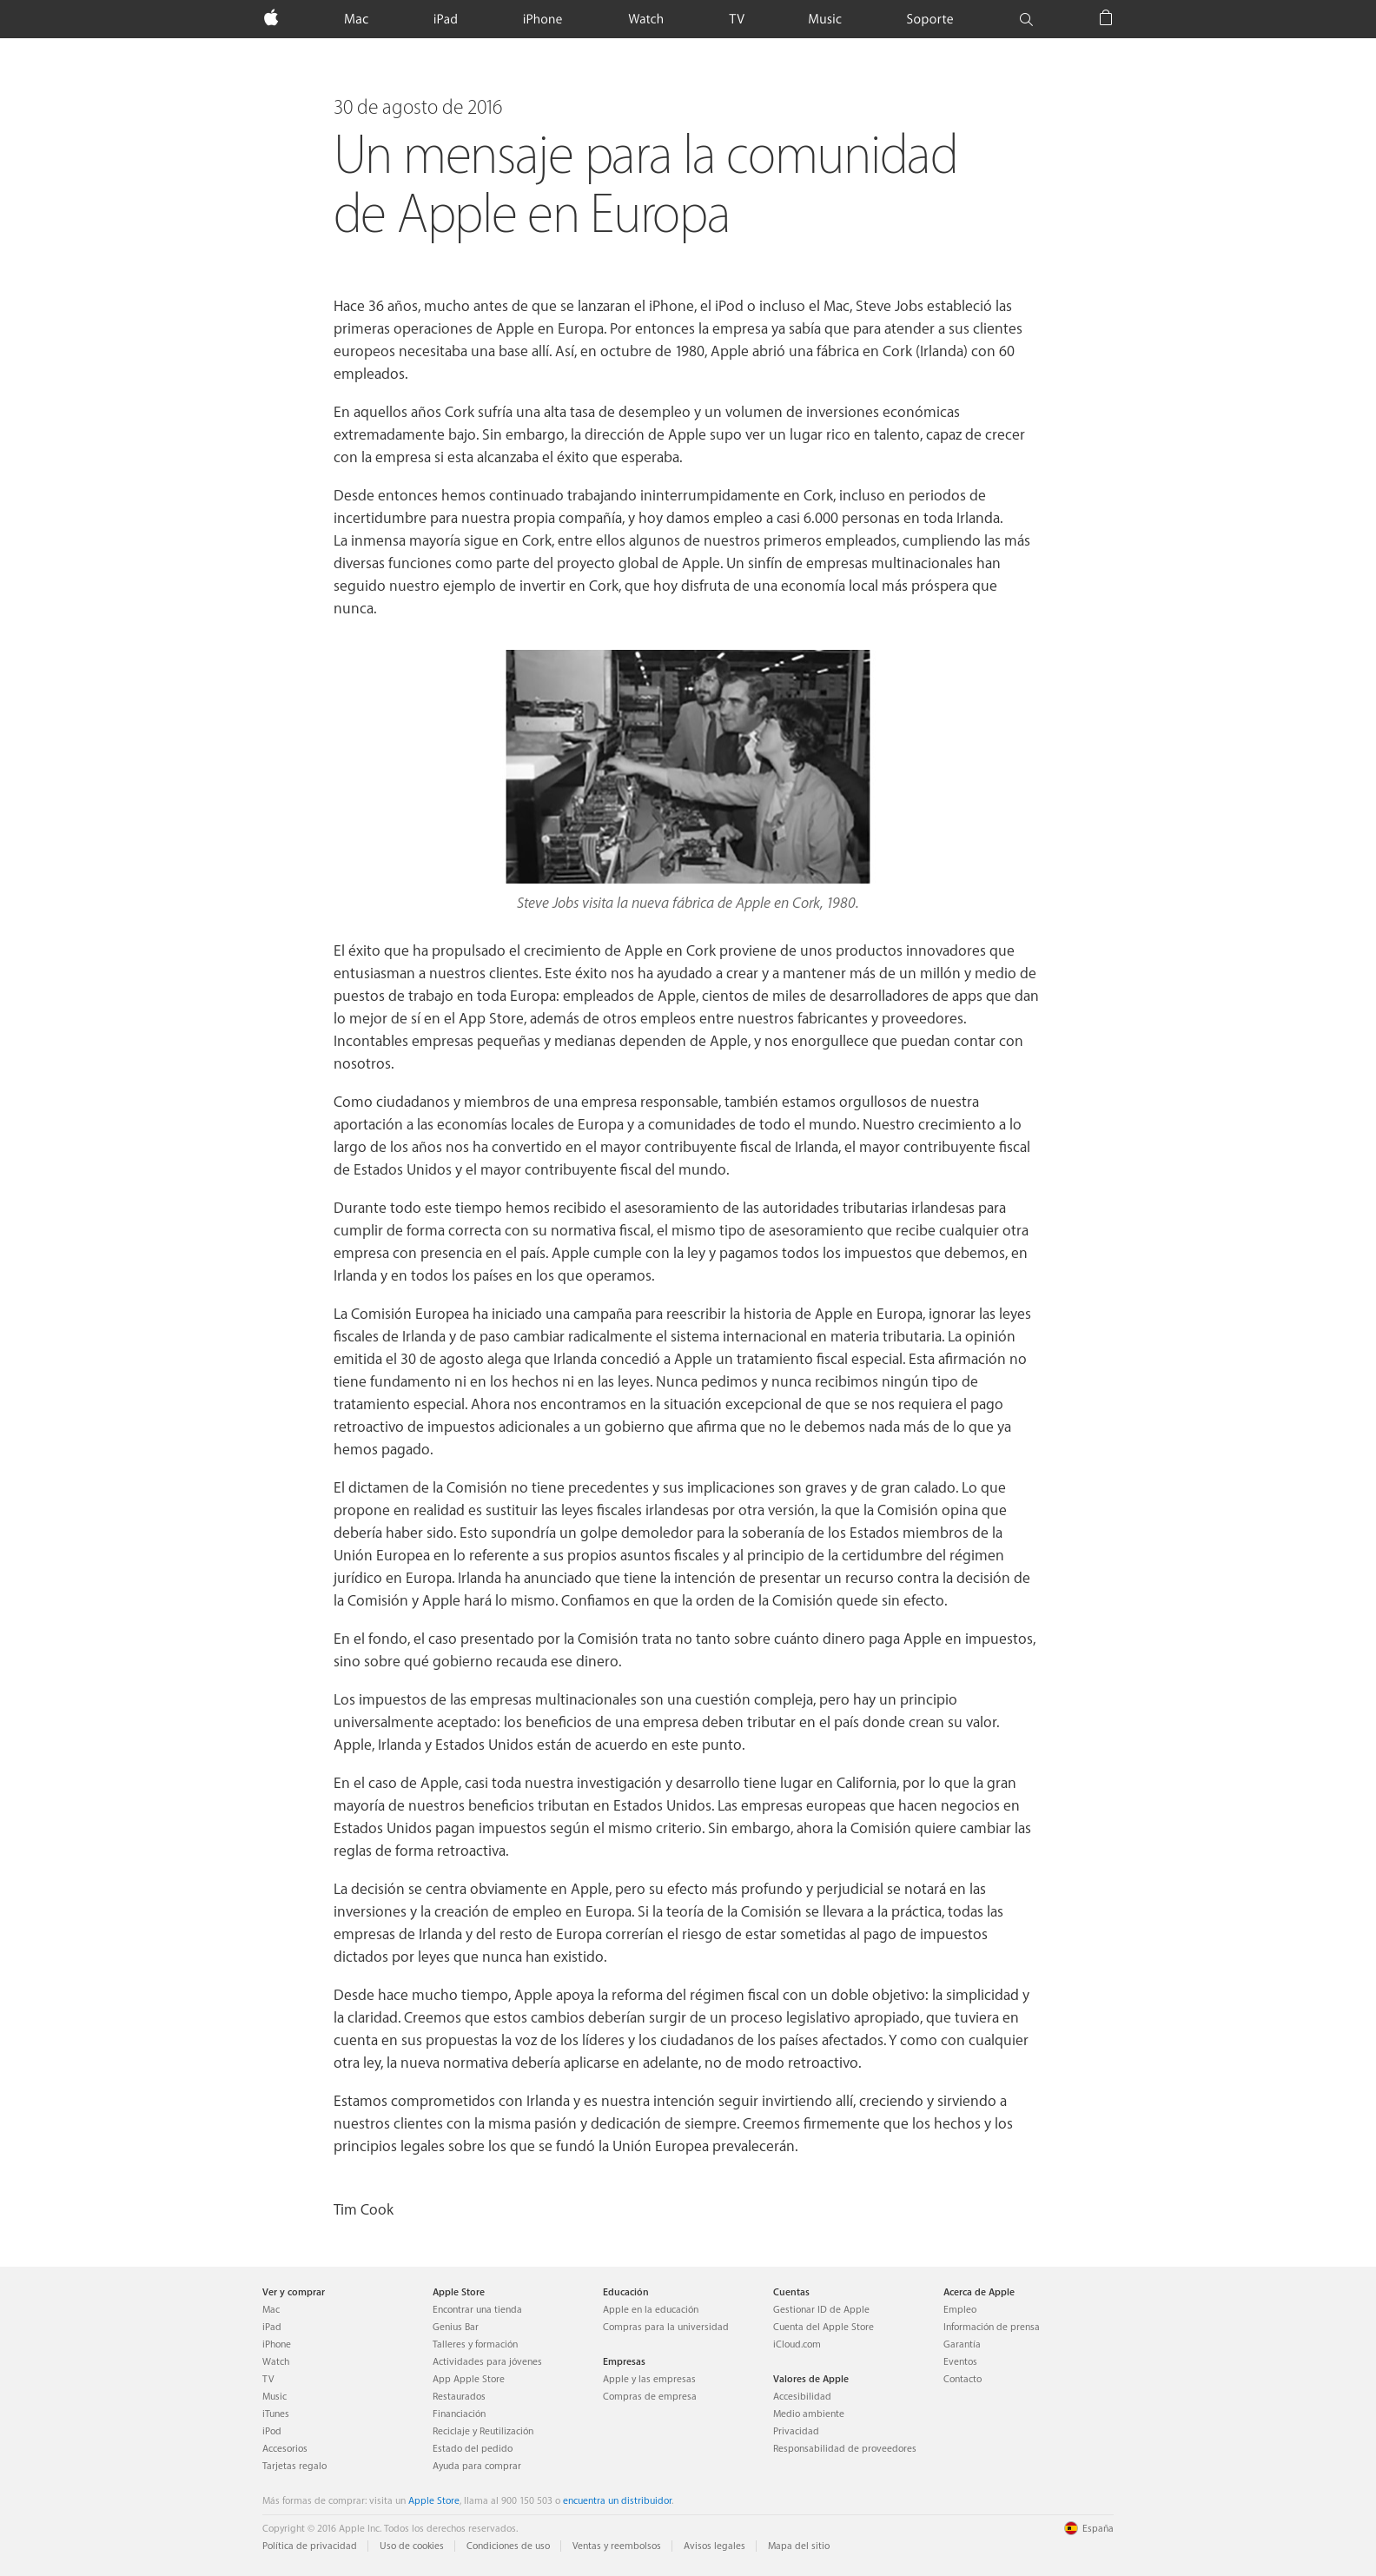 Mac iPad iPhone Watch TV Music Soporte
30 de agosto de 2016
Un mensaje para la comunidad
de Apple en Europa
Hace 36 años, mucho antes de que se lanzaran el iPhone, el iPod o incluso el Mac, Steve Jobs estableció las
primeras operaciones de Apple en Europa. Por entonces la empresa ya sabía que para atender a sus clientes
europeos necesitaba una base allí. Así, en octubre de 1980, Apple abrió una fábrica en Cork (Irlanda) con 60
empleados.
En aquellos años Cork sufría una alta tasa de desempleo y un volumen de inversiones económicas
extremadamente bajo. Sin embargo, la dirección de Apple supo ver un lugar rico en talento, capaz de crecer
con la empresa si esta alcanzaba el éxito que esperaba.
Desde entonces hemos continuado trabajando ininterrumpidamente en Cork, incluso en periodos de
incertidumbre para nuestra propia compañía, y hoy damos empleo a casi 6.000 personas en toda Irlanda.
La inmensa mayoría sigue en Cork, entre ellos algunos de nuestros primeros empleados, cumpliendo las más
diversas funciones como parte del proyecto global de Apple. Un sinfín de empresas multinacionales han
seguido nuestro ejemplo de invertir en Cork, que hoy disfruta de una economía local más próspera que
nunca.
Steve Jobs visita la nueva fábrica de Apple en Cork, 1980.
El éxito que ha propulsado el crecimiento de Apple en Cork proviene de unos productos innovadores que
entusiasman a nuestros clientes. Este éxito nos ha ayudado a crear y a mantener más de un millón y medio de
puestos de trabajo en toda Europa: empleados de Apple, cientos de miles de desarrolladores de apps que dan
lo mejor de sí en el App Store, además de otros empleos entre nuestros fabricantes y proveedores.
Incontables empresas pequeñas y medianas dependen de Apple, y nos enorgullece que puedan contar con
nosotros.
Como ciudadanos y miembros de una empresa responsable, también estamos orgullosos de nuestra
aportación a las economías locales de Europa y a comunidades de todo el mundo. Nuestro crecimiento a lo
largo de los años nos ha convertido en el mayor contribuyente fiscal de Irlanda, el mayor contribuyente fiscal
de Estados Unidos y el mayor contribuyente fiscal del mundo.
Durante todo este tiempo hemos recibido el asesoramiento de las autoridades tributarias irlandesas para
cumplir de forma correcta con su normativa fiscal, el mismo tipo de asesoramiento que recibe cualquier otra
empresa con presencia en el país. Apple cumple con la ley y pagamos todos los impuestos que debemos, en
Irlanda y en todos los países en los que operamos.
La Comisión Europea ha iniciado una campaña para reescribir la historia de Apple en Europa, ignorar las leyes
fiscales de Irlanda y de paso cambiar radicalmente el sistema internacional en materia tributaria. La opinión
emitida el 30 de agosto alega que Irlanda concedió a Apple un tratamiento fiscal especial. Esta afirmación no
tiene fundamento ni en los hechos ni en las leyes. Nunca pedimos y nunca recibimos ningún tipo de
tratamiento especial. Ahora nos encontramos en la situación excepcional de que se nos requiera el pago
retroactivo de impuestos adicionales a un gobierno que afirma que no le debemos nada más de lo que ya
hemos pagado.
El dictamen de la Comisión no tiene precedentes y sus implicaciones son graves y de gran calado. Lo que
propone en realidad es sustituir las leyes fiscales irlandesas por otra versión, la que la Comisión opina que
debería haber sido. Esto supondría un golpe demoledor para la soberanía de los Estados miembros de la
Unión Europea en lo referente a sus propios asuntos fiscales y al principio de la certidumbre del régimen
jurídico en Europa. Irlanda ha anunciado que tiene la intención de presentar un recurso contra la decisión de
la Comisión y Apple hará lo mismo. Confiamos en que la orden de la Comisión quede sin efecto.
En el fondo, el caso presentado por la Comisión trata no tanto sobre cuánto dinero paga Apple en impuestos,
sino sobre qué gobierno recauda ese dinero.
Los impuestos de las empresas multinacionales son una cuestión compleja, pero hay un principio
universalmente aceptado: los beneficios de una empresa deben tributar en el país donde crean su valor.
Apple, Irlanda y Estados Unidos están de acuerdo en este punto.
En el caso de Apple, casi toda nuestra investigación y desarrollo tiene lugar en California, por lo que la gran
mayoría de nuestros beneficios tributan en Estados Unidos. Las empresas europeas que hacen negocios en
Estados Unidos pagan impuestos según el mismo criterio. Sin embargo, ahora la Comisión quiere cambiar las
reglas de forma retroactiva.
La decisión se centra obviamente en Apple, pero su efecto más profundo y perjudicial se notará en las
inversiones y la creación de empleo en Europa. Si la teoría de la Comisión se llevara a la práctica, todas las
empresas de Irlanda y del resto de Europa correrían el riesgo de estar sometidas al pago de impuestos
dictados por leyes que nunca han existido.
Desde hace mucho tiempo, Apple apoya la reforma del régimen fiscal con un doble objetivo: la simplicidad y
la claridad. Creemos que estos cambios deberían surgir de un proceso legislativo apropiado, que tuviera en
cuenta en sus propuestas la voz de los líderes y los ciudadanos de los países afectados. Y como con cualquier
otra ley, la nueva normativa debería aplicarse en adelante, no de modo retroactivo.
Estamos comprometidos con Irlanda y es nuestra intención seguir invirtiendo allí, creciendo y sirviendo a
nuestros clientes con la misma pasión y dedicación de siempre. Creemos firmemente que los hechos y los
principios legales sobre los que se fundó la Unión Europea prevalecerán.
Tim Cook
Ver y comprar
Mac
iPad
iPhone
Watch
TV
Music
iTunes
iPod
Accesorios
Tarjetas regalo
Apple Store
Encontrar una tienda
Genius Bar
Talleres y formación
Actividades para jóvenes
App Apple Store
Restaurados
Financiación
Reciclaje y Reutilización
Estado del pedido
Ayuda para comprar
Educación
Apple en la educación
Compras para la universidad
Empresas
Apple y las empresas
Compras de empresa
Cuentas
Gestionar ID de Apple
Cuenta del Apple Store
iCloud.com
Valores de Apple
Accesibilidad
Medio ambiente
Privacidad
Responsabilidad de proveedores
Acerca de Apple
Empleo
Información de prensa
Garantía
Eventos
Contacto
Más formas de comprar: visita un Apple Store, llama al 900 150 503 o encuentra un distribuidor.
Copyright © 2016 Apple Inc. Todos los derechos reservados. España
Política de privacidad Uso de cookies Condiciones de uso Ventas y reembolsos Avisos legales Mapa del sitio